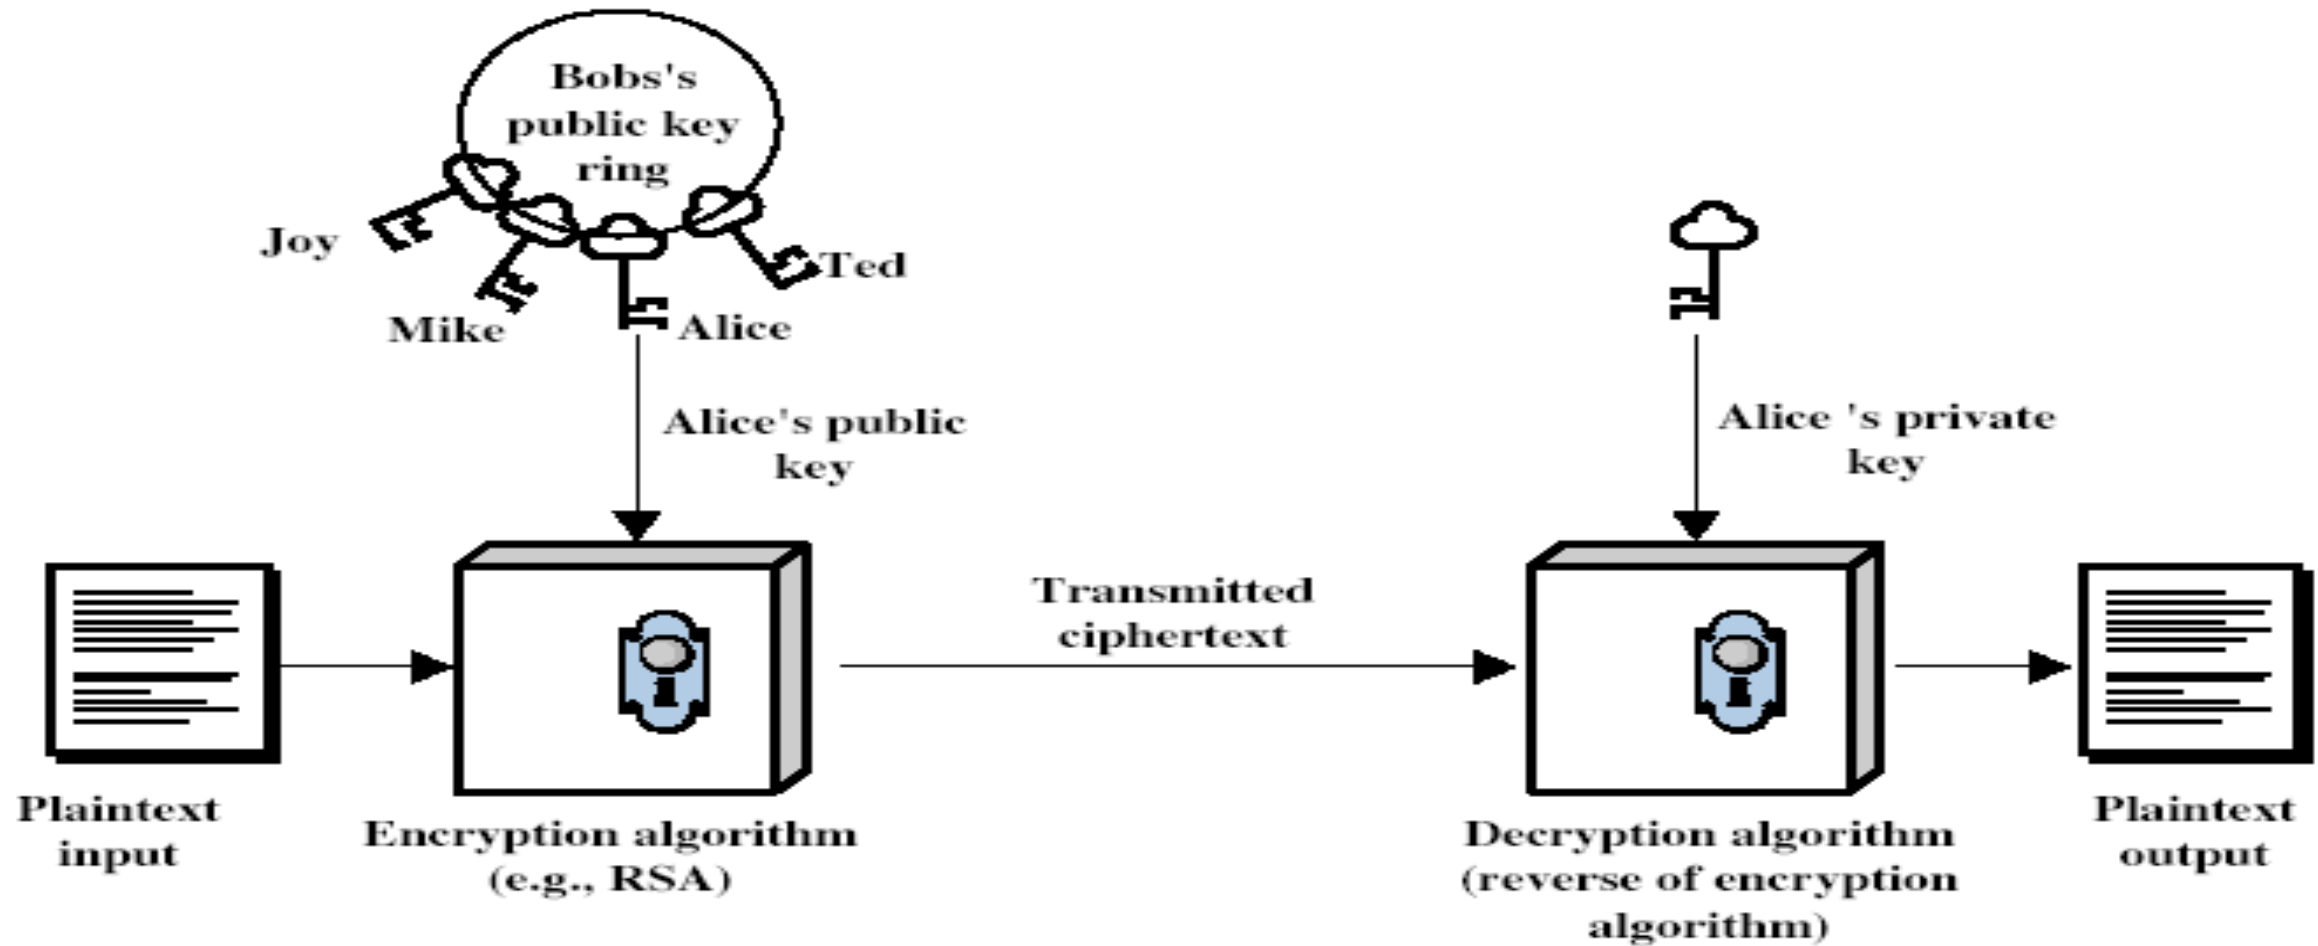 Bobs's
public key
ring
Joy
Ted
Mike
Alice
Alice's public
key
Alice 's private
key
Transmitted
ciphertext
Plaintext
input
Encryption algorithm
(e.g., RSA)
Decryption algorithm
(reverse of encryption
algorithm)
Plaintext
output